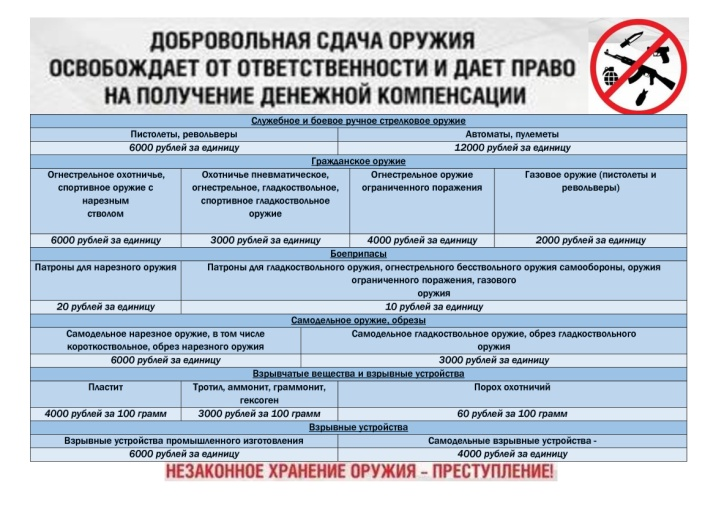 ДОБРОВОЛЬНАЯ СДАЧА ОРУЖИЯ
ОСВОБОЖДАЕТ ОТ ОТВЕТСТВЕННОСТИ И ДАЕТ ПРАВО
НА ПОЛУЧЕНИЕ ДЕНЕЖНОЙ КОМПЕНСАЦИИ
Служебное и боевое ручное стрелковое оружие
Пистолеты, револьверы
Автоматы, пулеметы
6000 рублей за единицу
12000 рублей за единицу
Гражданское оружие
Огнестрельное охотничье,
спортивное оружие с
нарезным
стволом
Охотничье пневматическое,
огнестрельное, гладкоствольное,
спортивное гладкоствольное
оружие
Огнестрельное оружие
ограниченного поражения
Газовое оружие (пистолеты и
револьверы)
6000 рублей за единицу
3000 рублей за единицу
4000 рублей за единицу
2000 рублей за единицу
Боеприпасы
Патроны для нарезного оружия
Патроны для гладкоствольного оружия, огнестрельного бесствольного оружия самообороны, оружия
ограниченного поражения, газового
оружия
20 рублей за единицу
10 рублей за единицу
Самодельное оружие, обрезы
Самодельное нарезное оружие, в том числе
короткоствольное, обрез нарезного оружия
Самодельное гладкоствольное оружие, обрез гладкоствольного
оружия
6000 рублей за единицу
3000 рублей за единицу
Взрывчатые вещества и взрывные устройства
Пластит
Тротил, аммонит, граммонит,
гексоген
Порох охотничий
4000 рублей за 100 грамм
3000 рублей за 100 грамм
60 рублей за 100 грамм
Взрывные устройства
Взрывные устройства промышленного изготовления
Самодельные взрывные устройства -
6000 рублей за единицу
4000 рублей за единицу
НЕЗАКОННОЕ ХРАНЕНИЕ ОРУЖИЯ – ПРЕСТУПЛЕНИЕ!